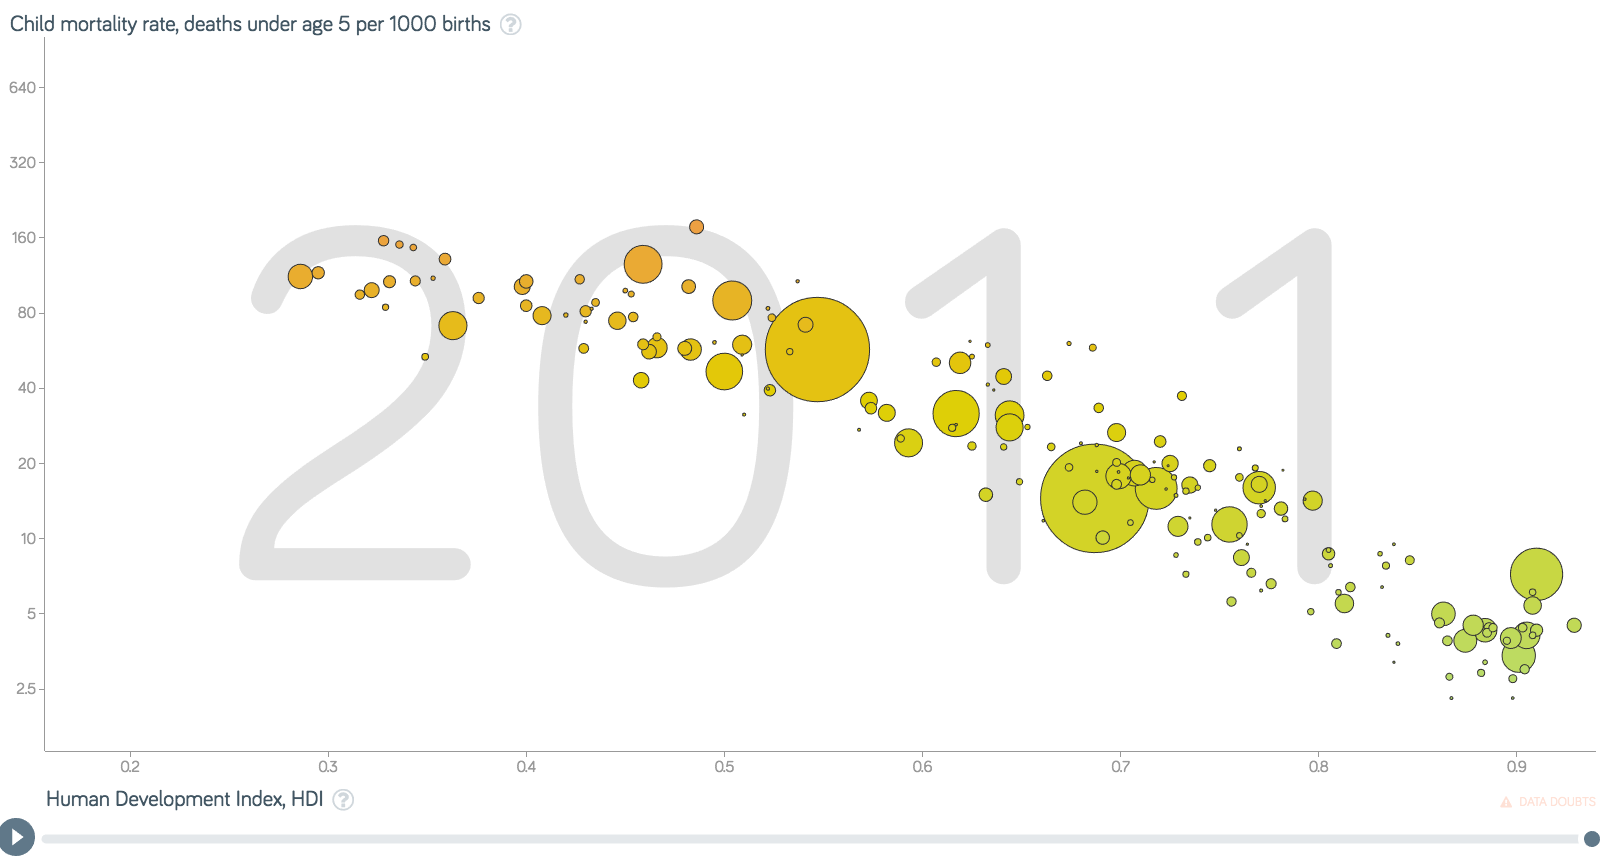 Child mortality rate, deaths under age 5 per 1000 births ?
2011
640
320
160
80
40
20
10
5
2.5
0.2 0.3 0.4 0.5 0.6 0.7 0.8 0.9
Human Development Index, HDI ?
DATA DOUBTS